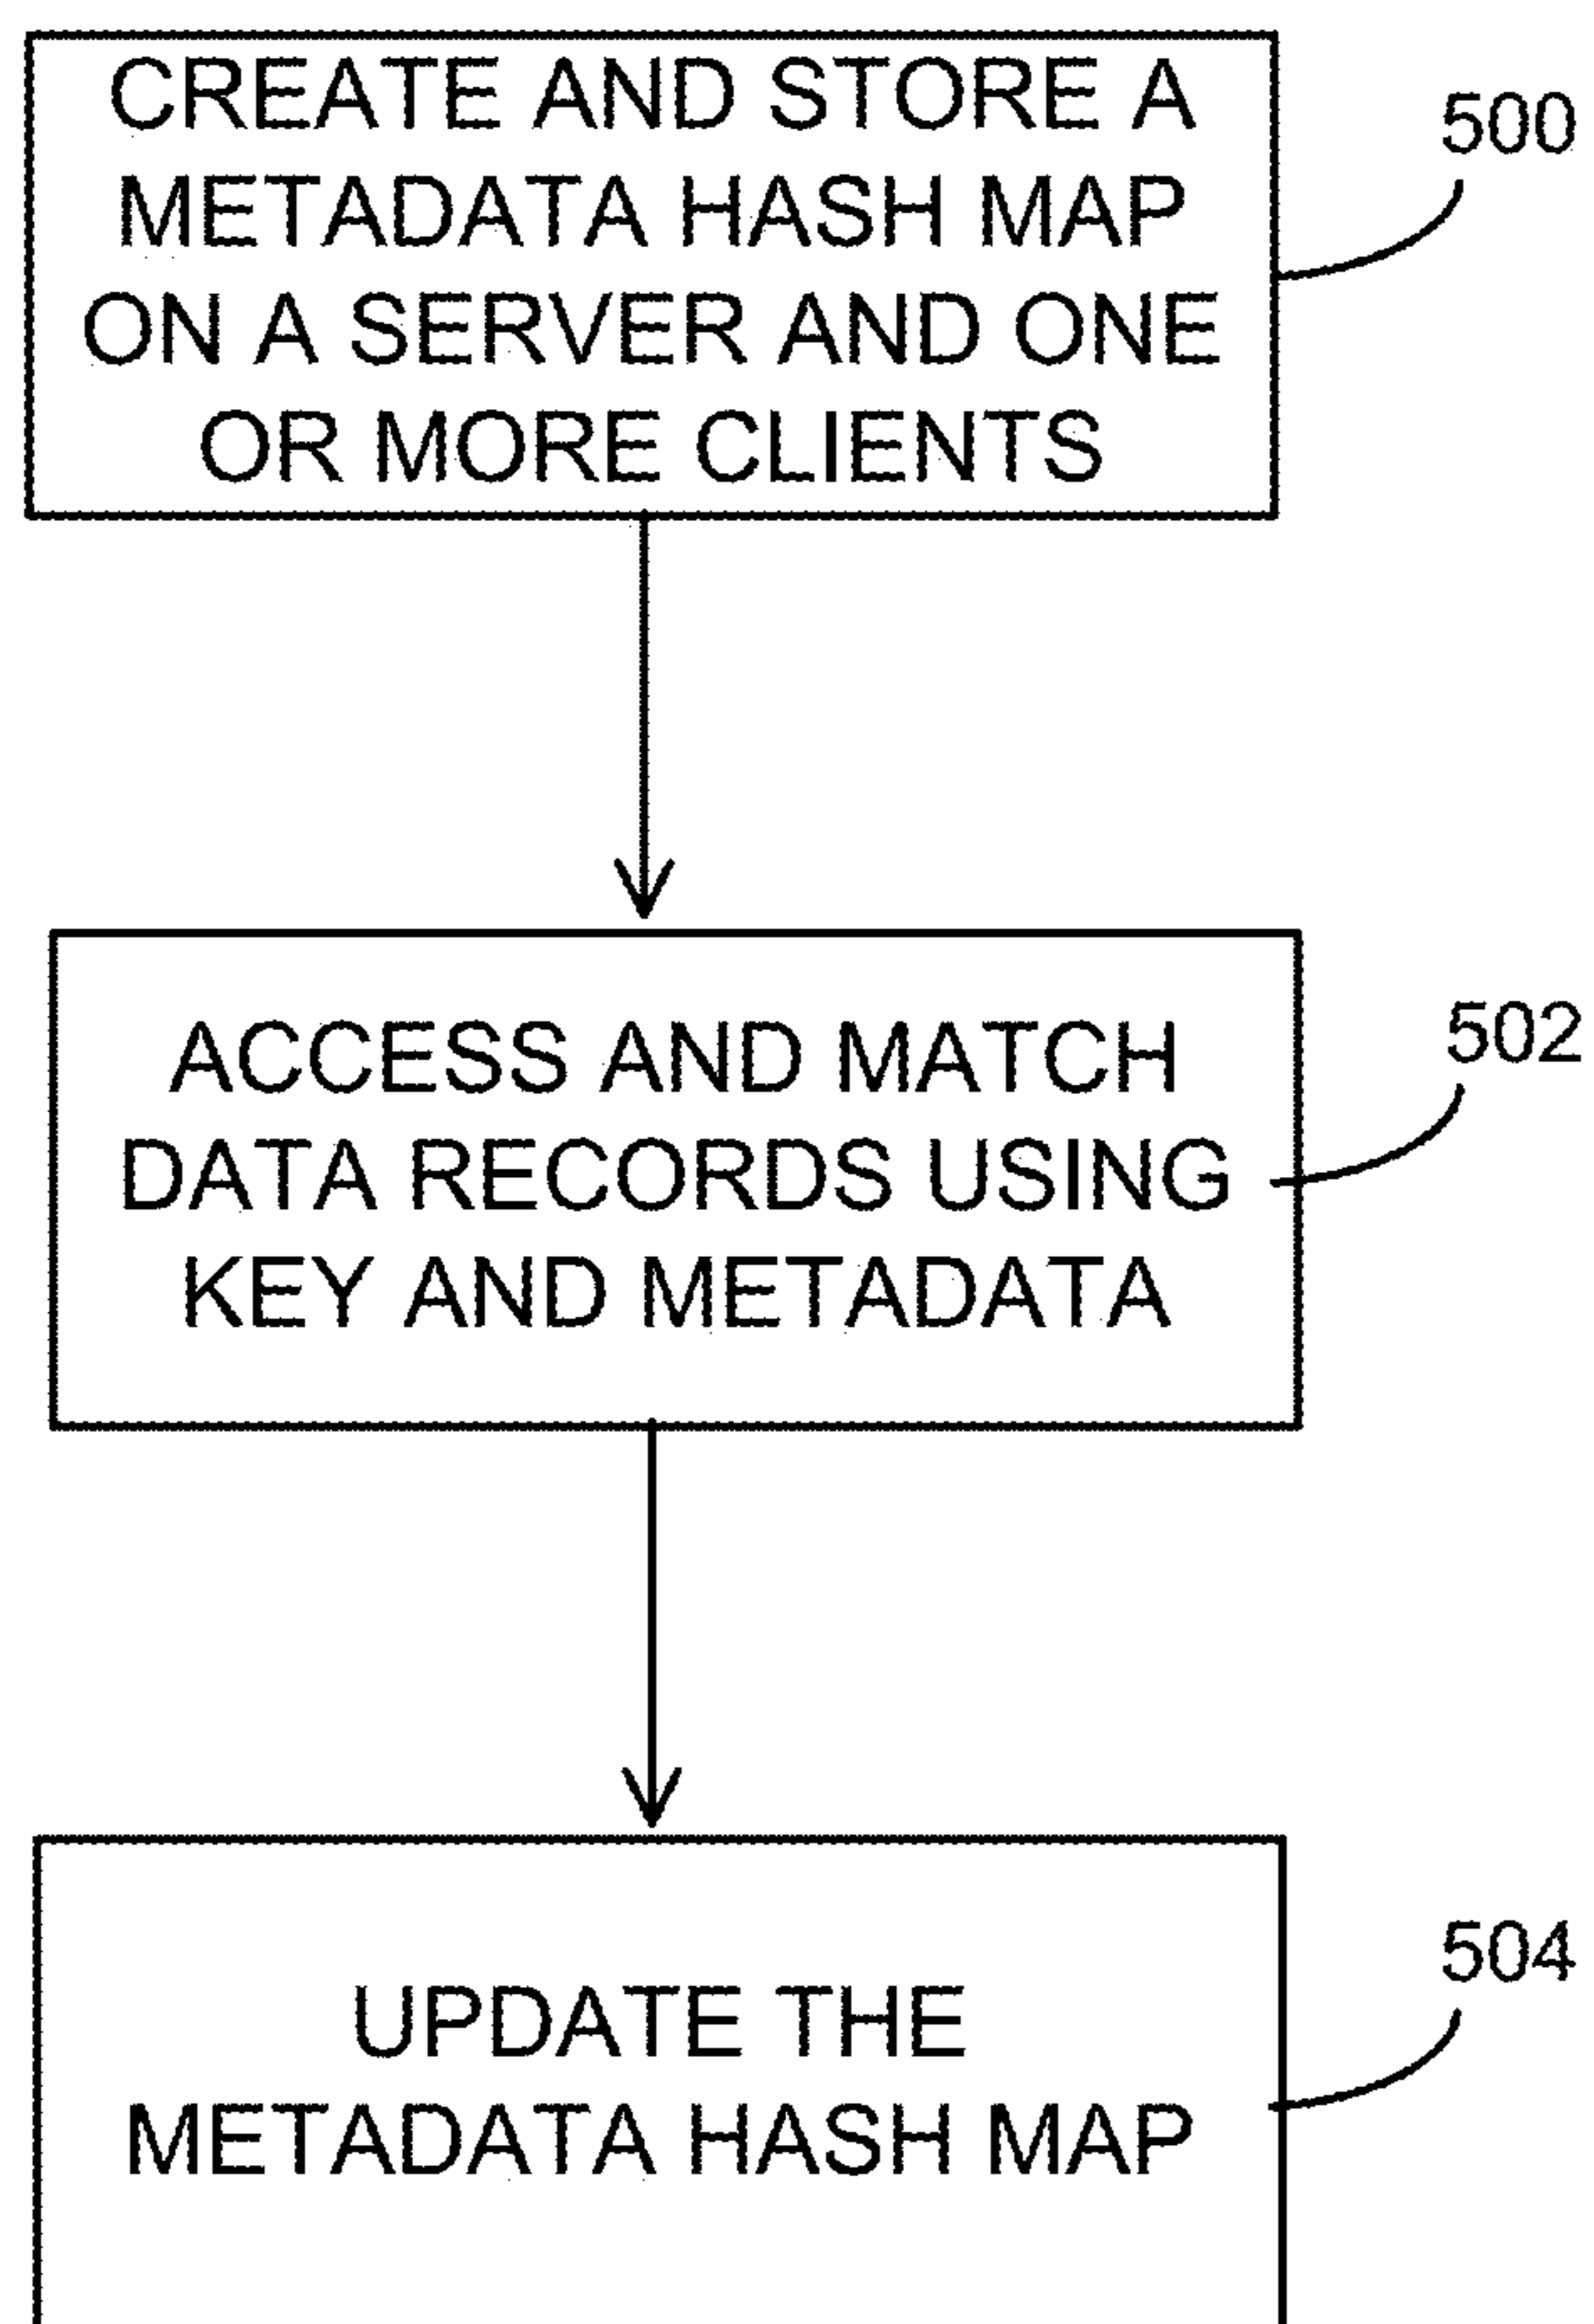 CREATE AND STORE A
METADATA HASH MAP
ON A SERVER AND ONE
OR MORE CLIENTS
500
ACCESS AND MATCH
DATA RECORDS USING
KEY AND METADATA
502
UPDATE THE
METADATA HASH MAP
504